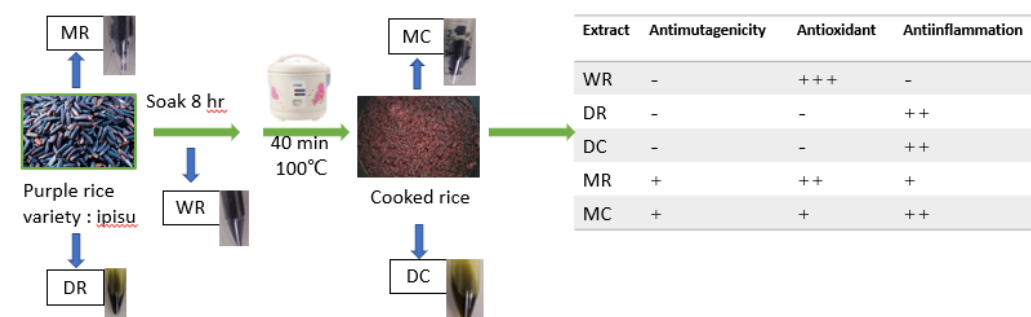 MR
Purple rice
variety : ipisu
DR
Soak 8 hr
WR
40 min
100℃
MC
Cooked rice
DC
Extract Antimutagenicity Antioxidant Antiinflammation
WR - +++ -
DR - - ++
DC - - ++
MR + ++ +
MC + + ++